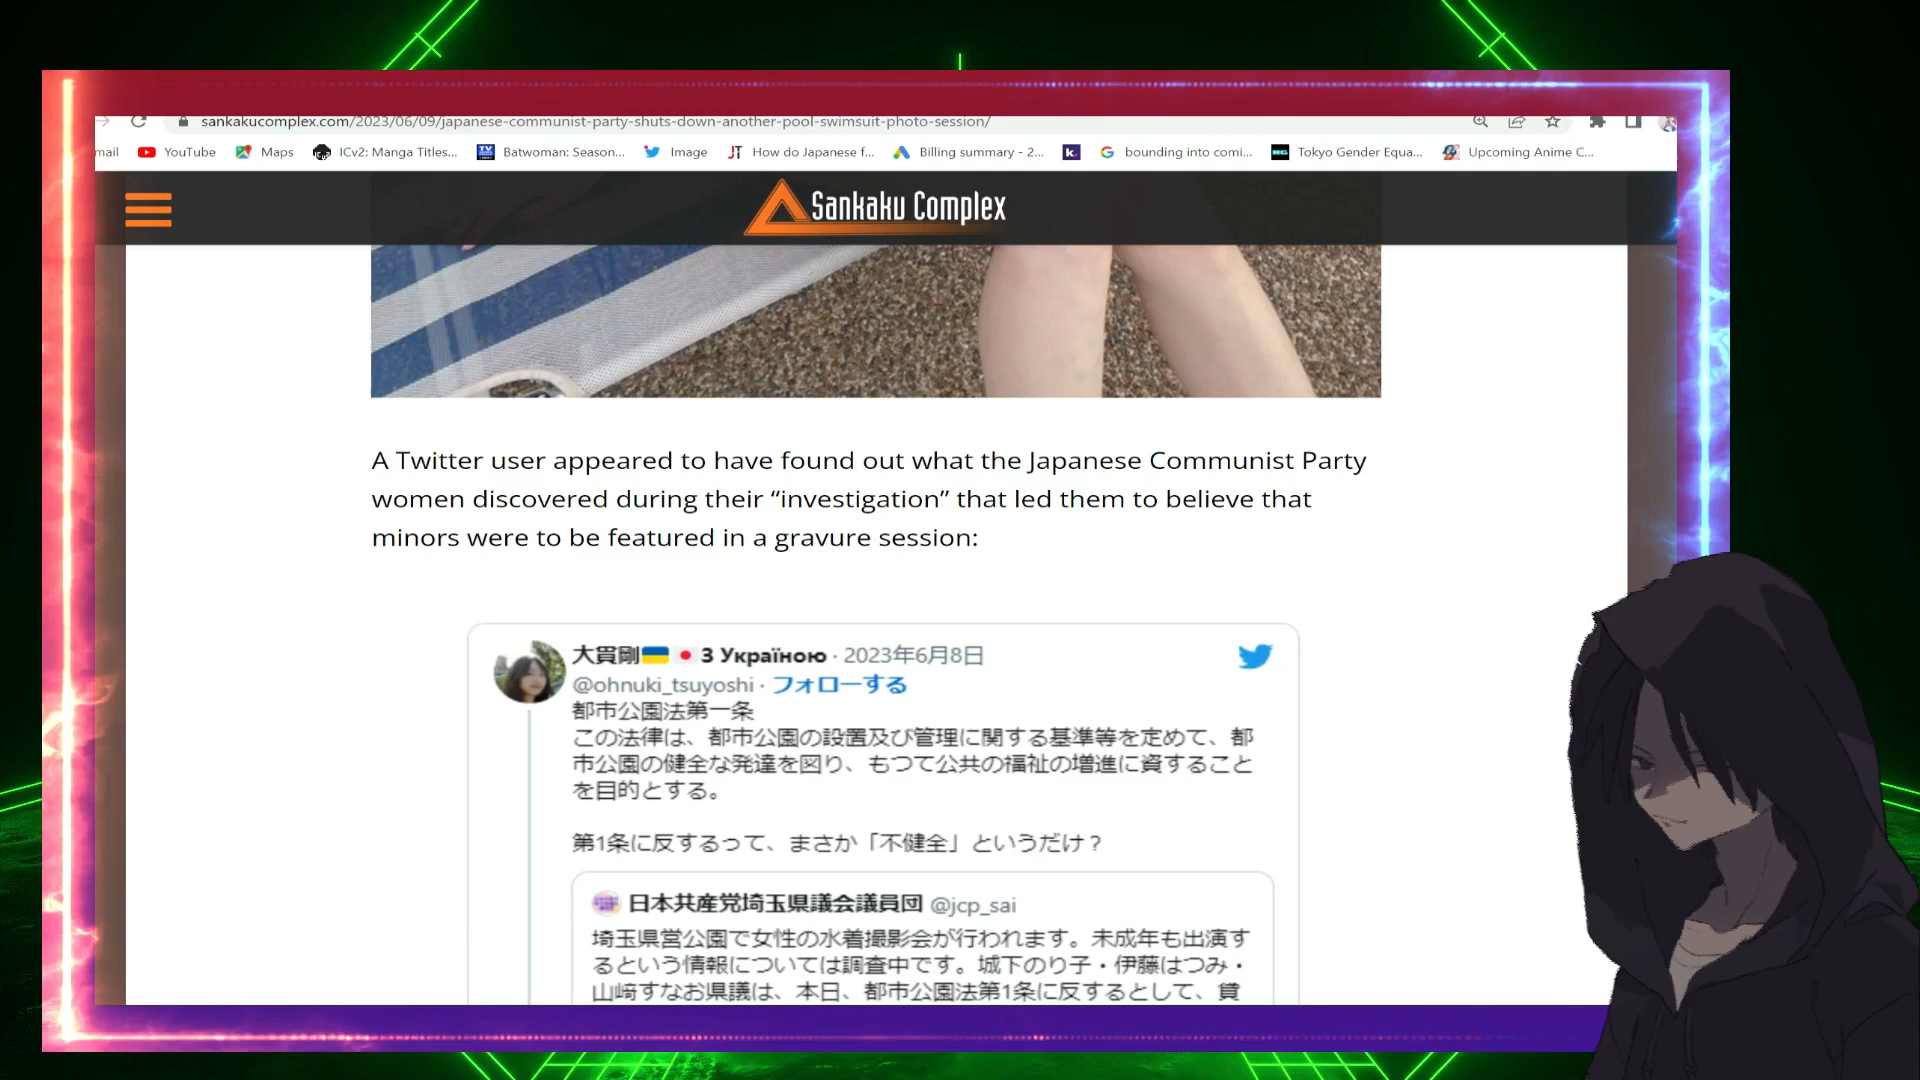 sankakucomplex.com/2023/06/09/japanese-communist-party-shuts-down-another-pool-swimsuit-photo-session/
mail YouTube Maps ICv2: Manga Titles... Batwoman: Season... Image How do Japanese f... Billing summary - 2... k. bounding into comi... Tokyo Gender Equa... Upcoming Anime C...
Sankaku Complex
A Twitter user appeared to have found out what the Japanese Communist Party
women discovered during their “investigation” that led them to believe that
minors were to be featured in a gravure session:
大貫剛🇺🇦🇯🇵З Україною · 2023年6月8日
@ohnuki_tsuyoshi · フォローする
都市公園法第一条
この法律は、都市公園の設置及び管理に関する基準等を定めて、都
市公園の健全な発達を図り、もつて公共の福祉の増進に資すること
を目的とする。
第1条に反するって、まさか「不健全」というだけ？
日本共産党埼玉県議会議員団 @jcp_sai
埼玉県営公園で女性の水着撮影会が行われます。未成年も出演す
るという情報については調査中です。城下のり子・伊藤はつみ・
山﨑すなお県議は、本日、都市公園法第1条に反するとして、貸